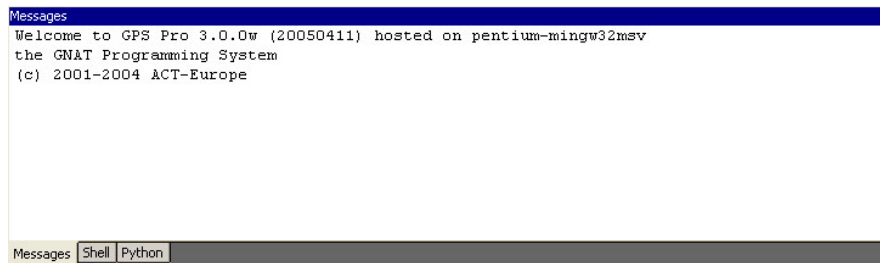 Messages
Welcome to GPS Pro 3.0.0w (20050411) hosted on pentium-mingw32msv
the GNAT Programming System
(c) 2001-2004 ACT-Europe
Messages Shell Python